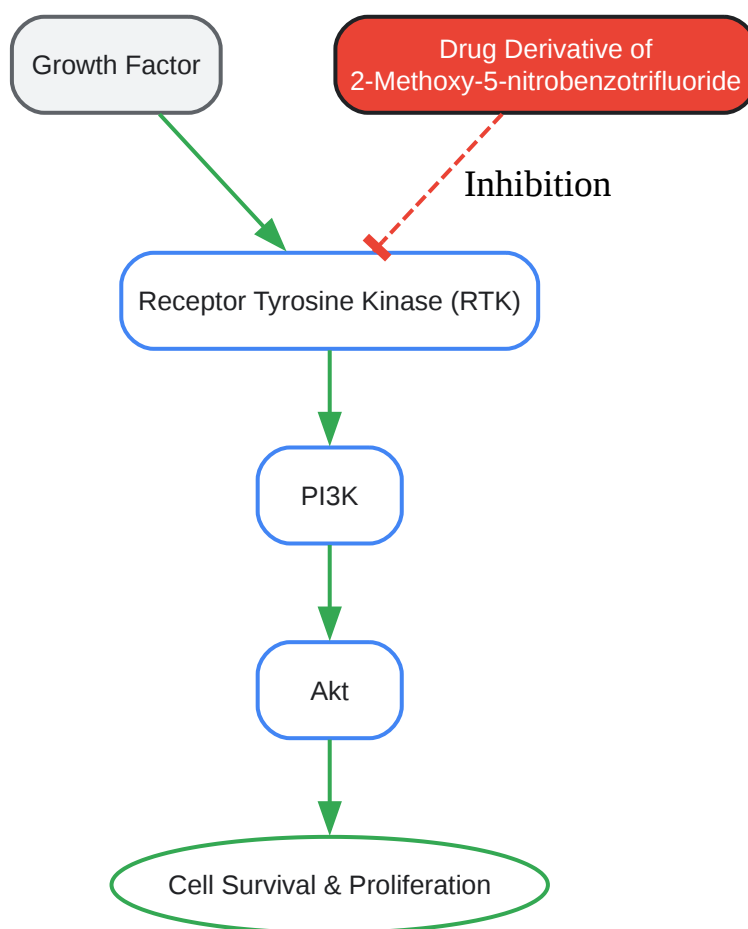 Growth Factor
Drug Derivative of
2-Methoxy-5-nitrobenzotrifluoride
Inhibition
Receptor Tyrosine Kinase (RTK)
PI3K
Akt
Cell Survival & Proliferation